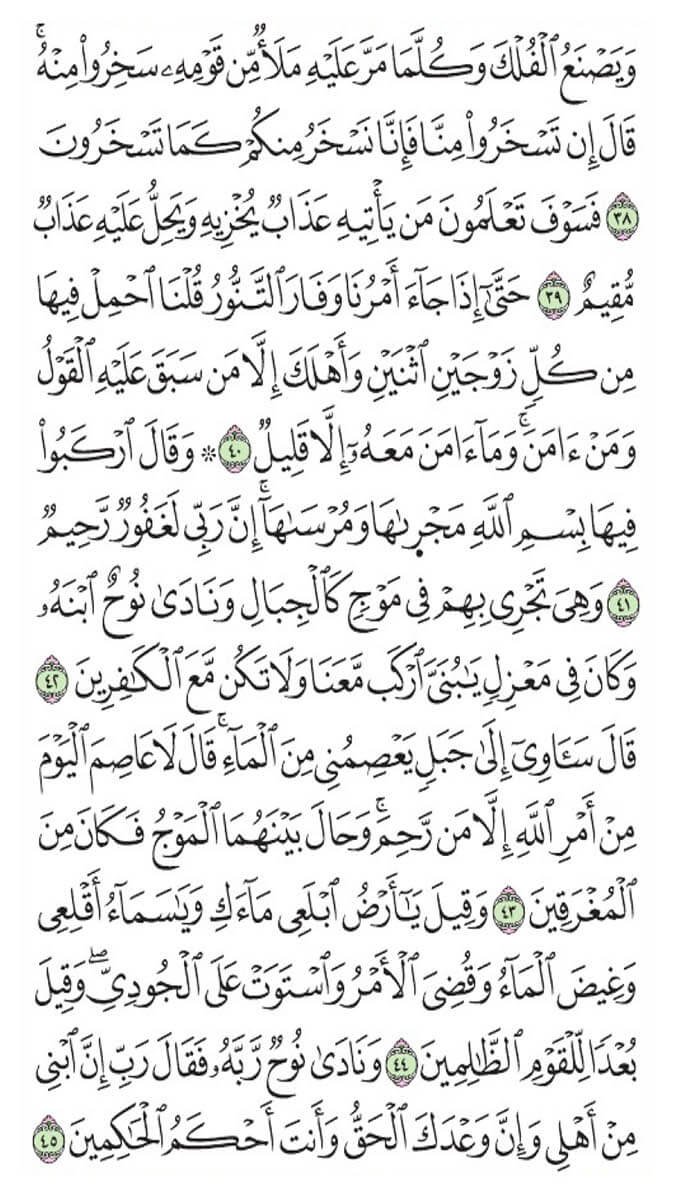 وَيَصْنَعُ ٱلْفُلْكَ وَكُلَّمَا مَرَّ عَلَيْهِ مَلَأٌ مِّن قَوْمِهِۦ سَخِرُوا۟ مِنْهُ ۚ
قَالَ إِن تَسْخَرُوا۟ مِنَّا فَإِنَّا نَسْخَرُ مِنكُمْ كَمَا تَسْخَرُونَ
٣٨ فَسَوْفَ تَعْلَمُونَ مَن يَأْتِيهِ عَذَابٌ يُخْزِيهِ وَيَحِلُّ عَلَيْهِ عَذَابٌ
مُّقِيمٌ ٣٩ حَتَّىٰٓ إِذَا جَآءَ أَمْرُنَا وَفَارَ ٱلتَّنُّورُ قُلْنَا ٱحْمِلْ فِيهَا
مِن كُلٍّ زَوْجَيْنِ ٱثْنَيْنِ وَأَهْلَكَ إِلَّا مَن سَبَقَ عَلَيْهِ ٱلْقَوْلُ
وَمَنْ ءَامَنَ ۚ وَمَآ ءَامَنَ مَعَهُۥٓ إِلَّا قَلِيلٌ ٤٠ ۞ وَقَالَ ٱرْكَبُوا۟
فِيهَا بِسْمِ ٱللَّهِ مَجْر۪ىٰهَا وَمُرْسَىٰهَآ ۚ إِنَّ رَبِّى لَغَفُورٌ رَّحِيمٌ
٤١ وَهِىَ تَجْرِى بِهِمْ فِى مَوْجٍ كَٱلْجِبَالِ وَنَادَىٰ نُوحٌ ٱبْنَهُۥ
وَكَانَ فِى مَعْزِلٍ يَٰبُنَىَّ ٱرْكَب مَّعَنَا وَلَا تَكُن مَّعَ ٱلْكَٰفِرِينَ ٤٢
قَالَ سَـَٔاوِىٓ إِلَىٰ جَبَلٍ يَعْصِمُنِى مِنَ ٱلْمَآءِ ۚ قَالَ لَا عَاصِمَ ٱلْيَوْمَ
مِنْ أَمْرِ ٱللَّهِ إِلَّا مَن رَّحِمَ ۚ وَحَالَ بَيْنَهُمَا ٱلْمَوْجُ فَكَانَ مِنَ
ٱلْمُغْرَقِينَ ٤٣ وَقِيلَ يَٰٓأَرْضُ ٱبْلَعِى مَآءَكِ وَيَٰسَمَآءُ أَقْلِعِى
وَغِيضَ ٱلْمَآءُ وَقُضِىَ ٱلْأَمْرُ وَٱسْتَوَتْ عَلَى ٱلْجُودِىِّ ۖ وَقِيلَ
بُعْدًا لِّلْقَوْمِ ٱلظَّٰلِمِينَ ٤٤ وَنَادَىٰ نُوحٌ رَّبَّهُۥ فَقَالَ رَبِّ إِنَّ ٱبْنِى
مِنْ أَهْلِى وَإِنَّ وَعْدَكَ ٱلْحَقُّ وَأَنتَ أَحْكَمُ ٱلْحَٰكِمِينَ ٤٥